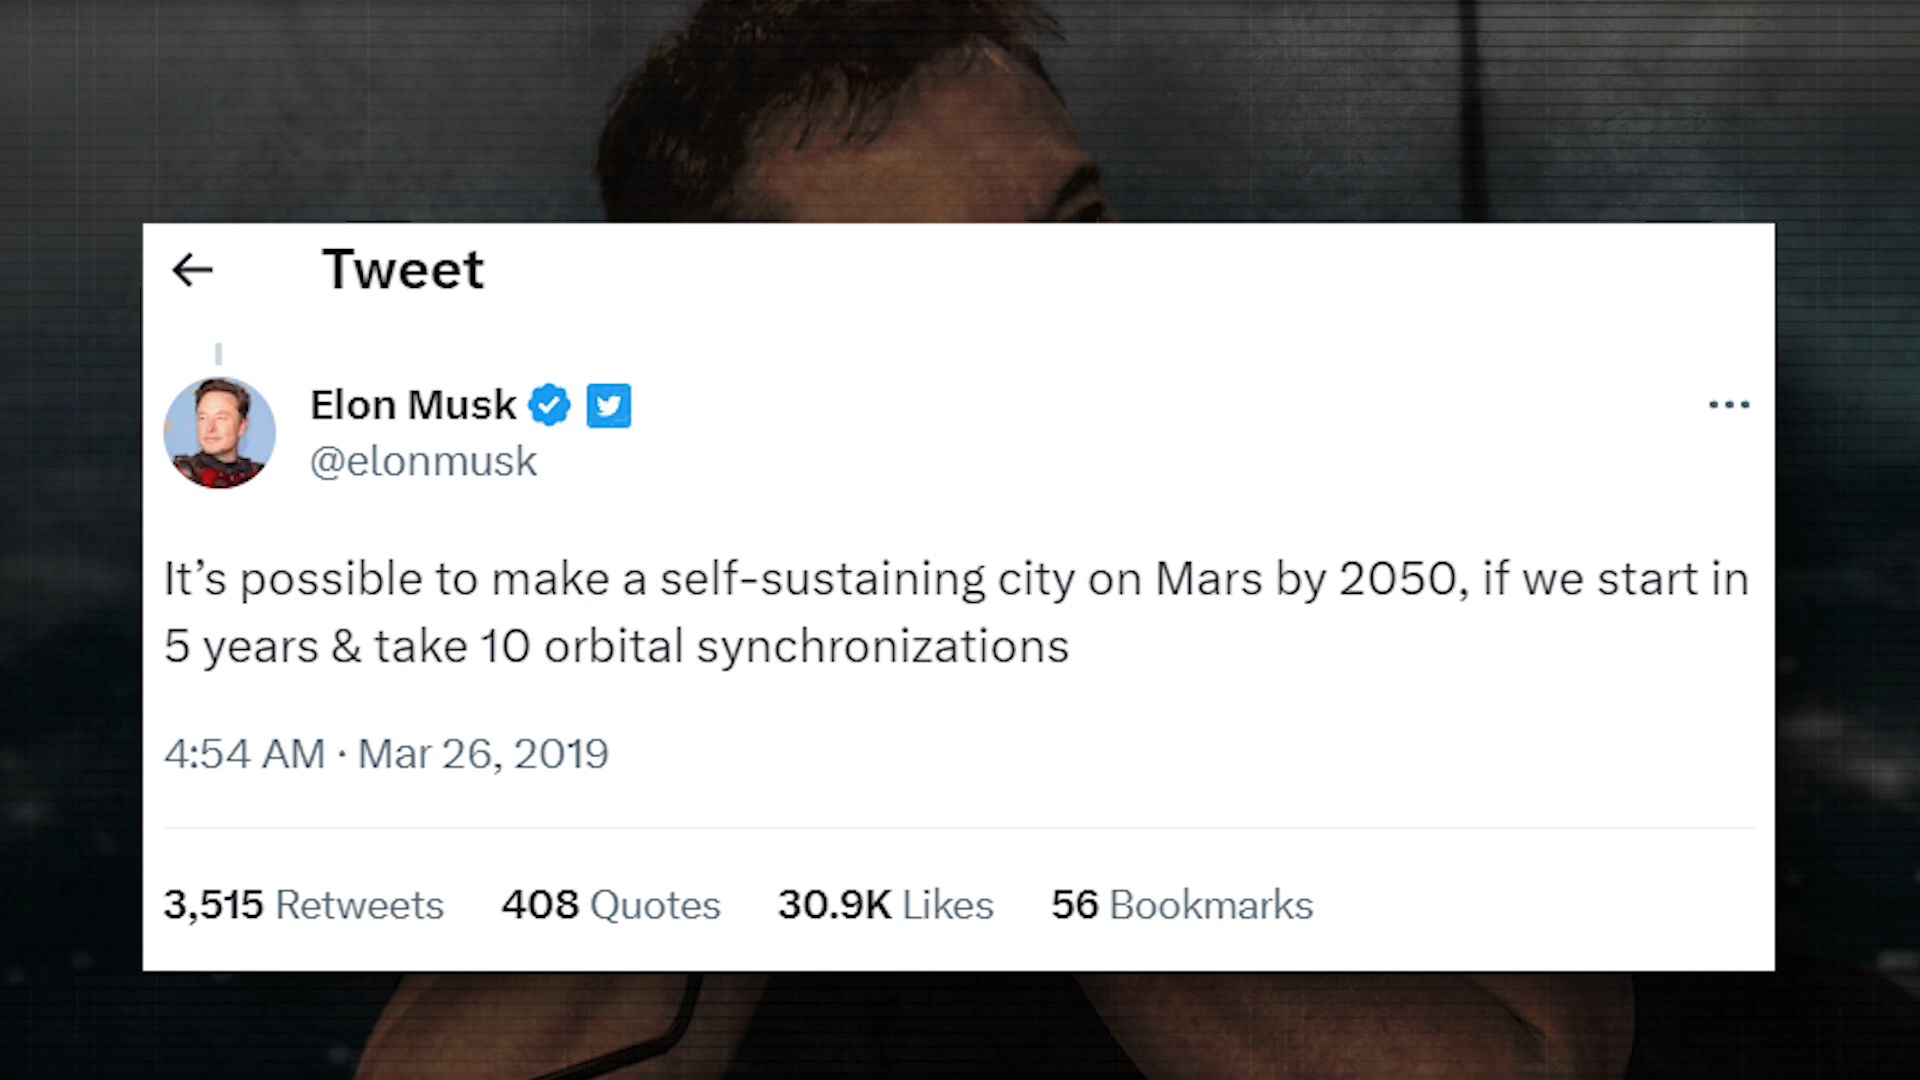 Tweet
Elon Musk
@elonmusk
It’s possible to make a self-sustaining city on Mars by 2050, if we start in
5 years & take 10 orbital synchronizations
4:54 AM · Mar 26, 2019
3,515 Retweets 408 Quotes 30.9K Likes 56 Bookmarks